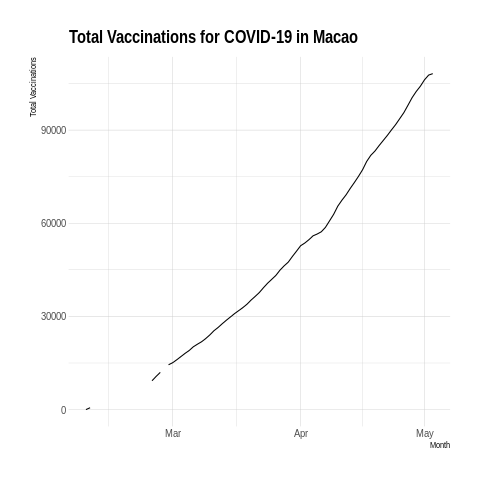 Total Vaccinations for COVID-19 in Macao
Total Vaccinations
90000
60000
30000
0
Mar Apr May
Month